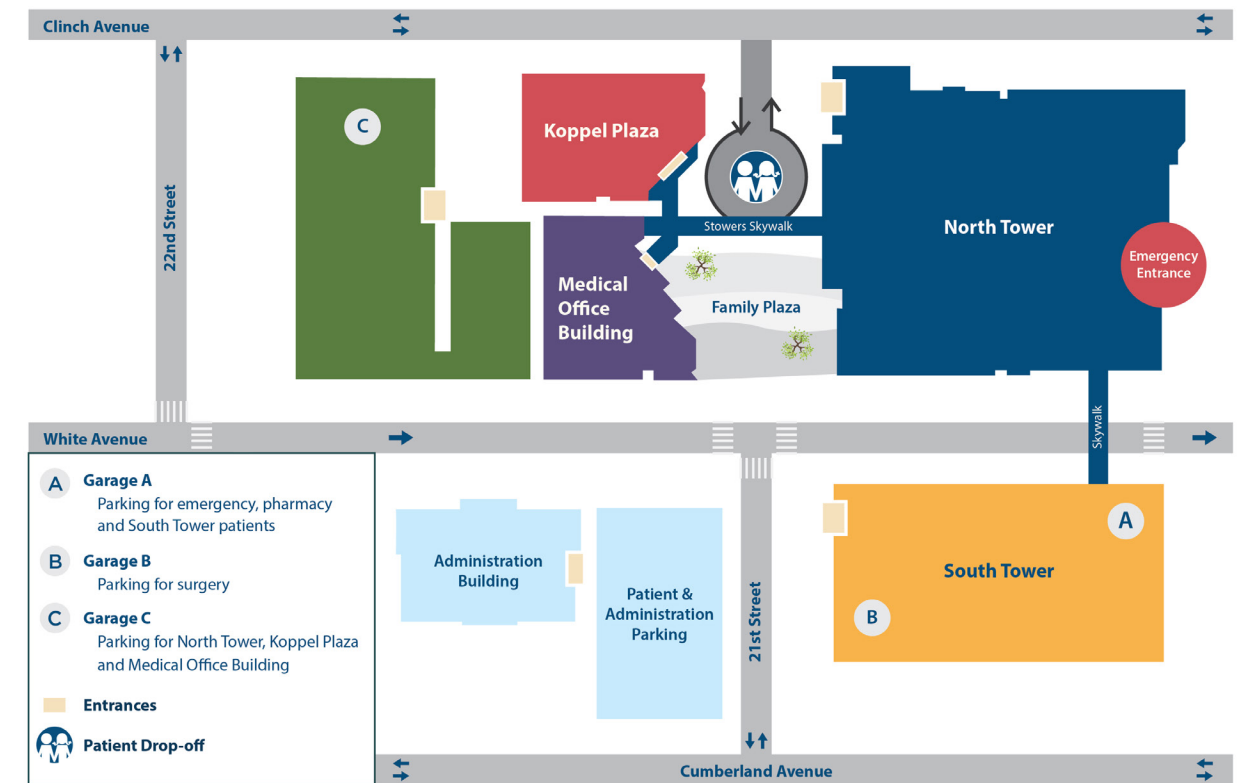 Clinch Avenue
22nd Street
C
Koppel Plaza
Stowers Skywalk
North Tower
Emergency
Entrance
Medical
Office
Building
Family Plaza
Skywalk
White Avenue
A
Garage A
Parking for emergency, pharmacy
and South Tower patients
B
Garage B
Parking for surgery
C
Garage C
Parking for North Tower, Koppel Plaza
and Medical Office Building
Entrances
Patient Drop-off
Administration
Building
Patient &
Administration
Parking
21st Street
A
South Tower
B
Cumberland Avenue